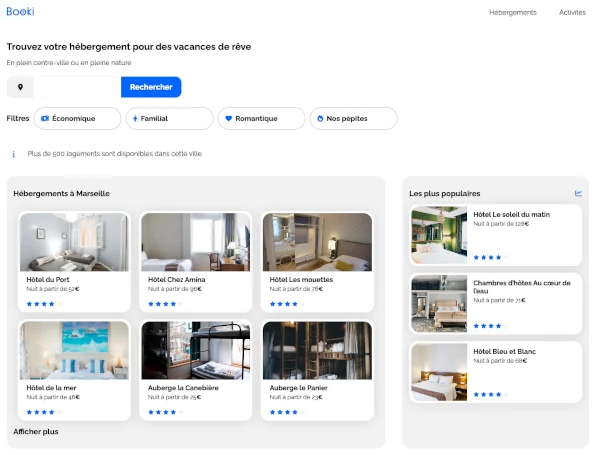 Booki
Hébergements
Activités
Trouvez votre hébergement pour des vacances de rêve
En plein centre-ville ou en pleine nature
Rechercher
Filtres
Économique
Familial
Romantique
Nos pépites
Plus de 500 logements sont disponibles dans cette ville
Hébergements à Marseille
Hôtel du Port
Nuit à partir de 52€
Hôtel Chez Amina
Nuit à partir de 96€
Hôtel Les mouettes
Nuit à partir de 76€
Hôtel de la mer
Nuit à partir de 46€
Auberge la Canebière
Nuit à partir de 25€
Auberge le Panier
Nuit à partir de 23€
Afficher plus
Les plus populaires
Hôtel Le soleil du matin
Nuit à partir de 128€
Chambres d'hôtes Au cœur de
l'eau
Nuit à partir de 71€
Hôtel Bleu et Blanc
Nuit à partir de 68€